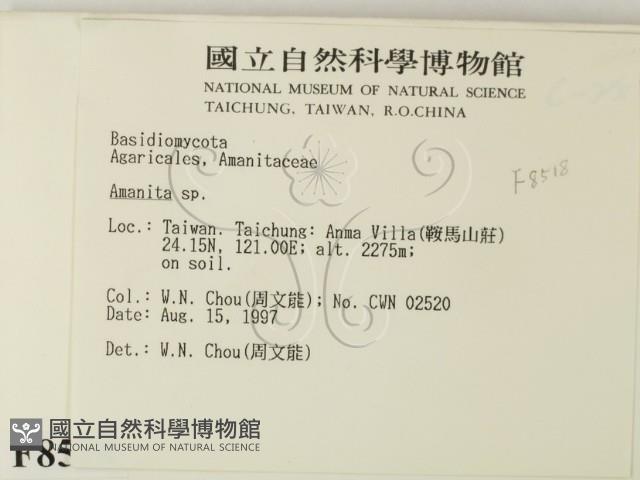 國立自然科學博物館
NATIONAL MUSEUM OF NATURAL SCIENCE
TAICHUNG, TAIWAN, R.O.CHINA
Basidiomycota
Agaricales, Amanitaceae
F8518
Amanita sp.
Loc.: Taiwan. Taichung: Anma Villa(鞍馬山莊)
24.15N, 121.00E; alt. 2275m;
on soil.
Col.: W.N. Chou(周文能); No. CWN 02520
Date: Aug. 15, 1997
Det.: W.N. Chou(周文能)
國立自然科學博物館
NATIONAL MUSEUM OF NATURAL SCIENCE
F85